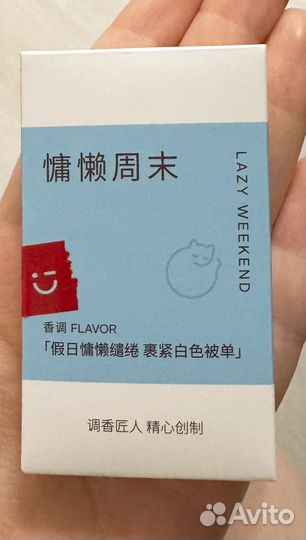 慵懒周末
LAZY WEEKEND
香调 FLAVOR
「假日慵懒缱绻 裹紧白色被单」
调香匠人 精心创制
Avito